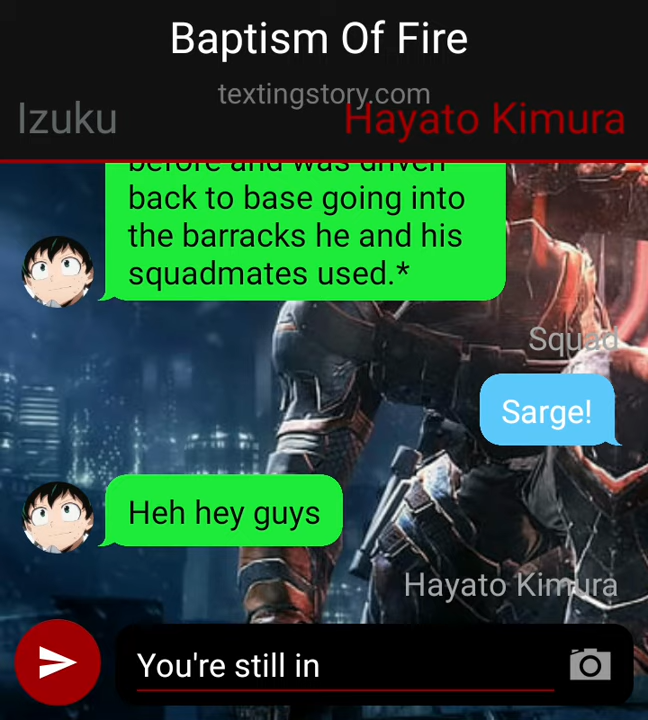 Baptism Of Fire
textingstory.com
Izuku
Hayato Kimura
before and was driven
back to base going into
the barracks he and his
squadmates used.*
Squad
Sarge!
Heh hey guys
Hayato Kimura
You're still in